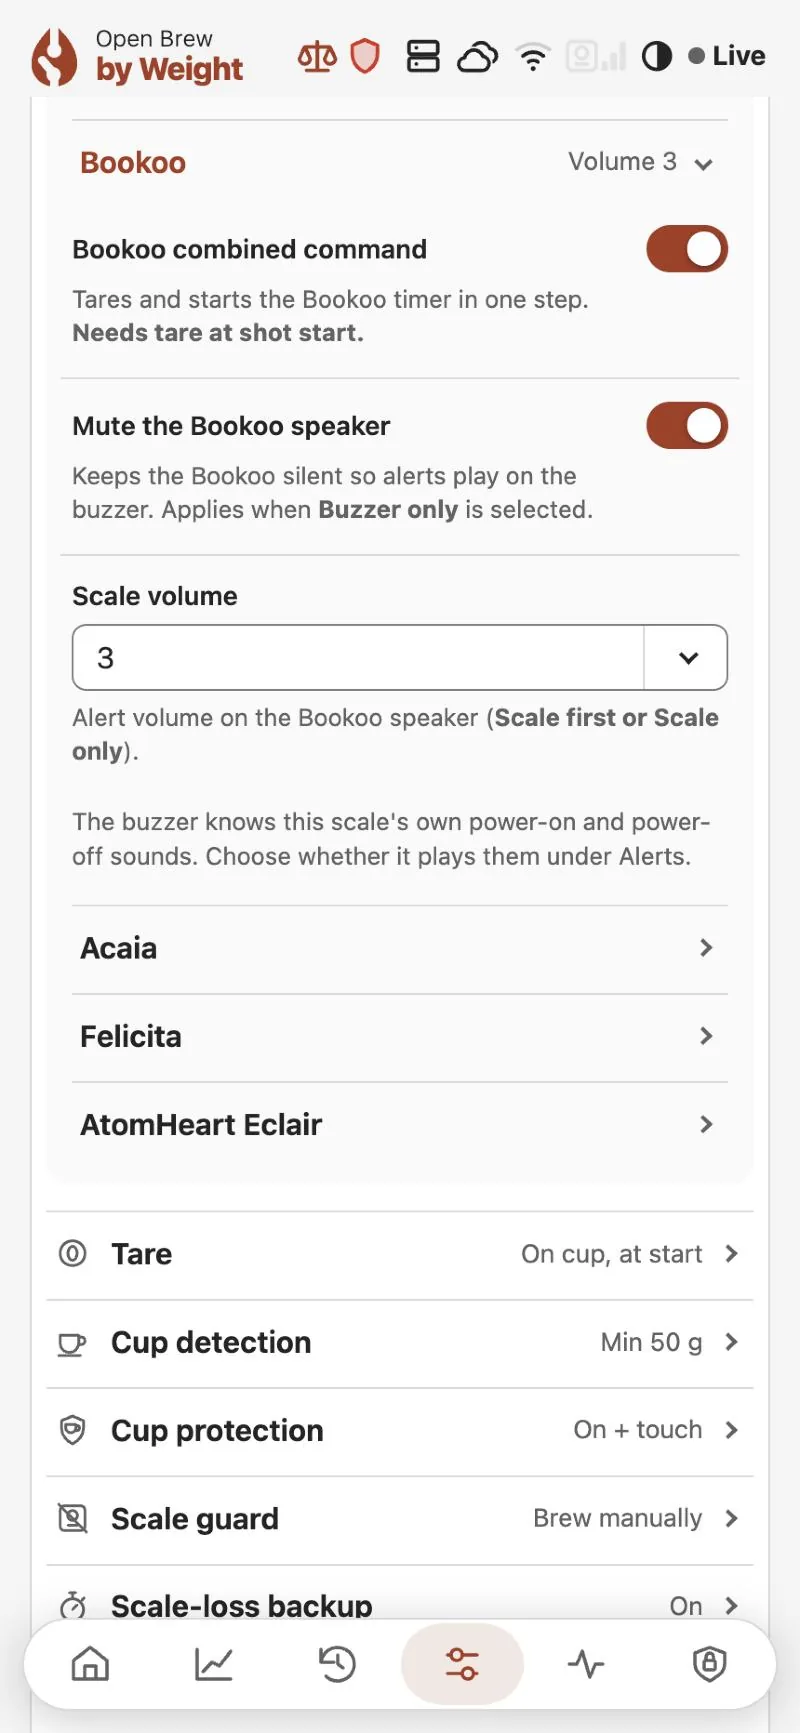 Open Brew
by Weight
Live
Bookoo
Volume 3
Bookoo combined command
Tares and starts the Bookoo timer in one step.
Needs tare at shot start.
Mute the Bookoo speaker
Keeps the Bookoo silent so alerts play on the
buzzer. Applies when Buzzer only is selected.
Scale volume
3
Alert volume on the Bookoo speaker (Scale first or Scale
only).
The buzzer knows this scale's own power-on and power-
off sounds. Choose whether it plays them under Alerts.
Acaia
Felicita
AtomHeart Eclair
Tare
On cup, at start
Cup detection
Min 50 g
Cup protection
On + touch
Scale guard
Brew manually
Scale-loss backup
On